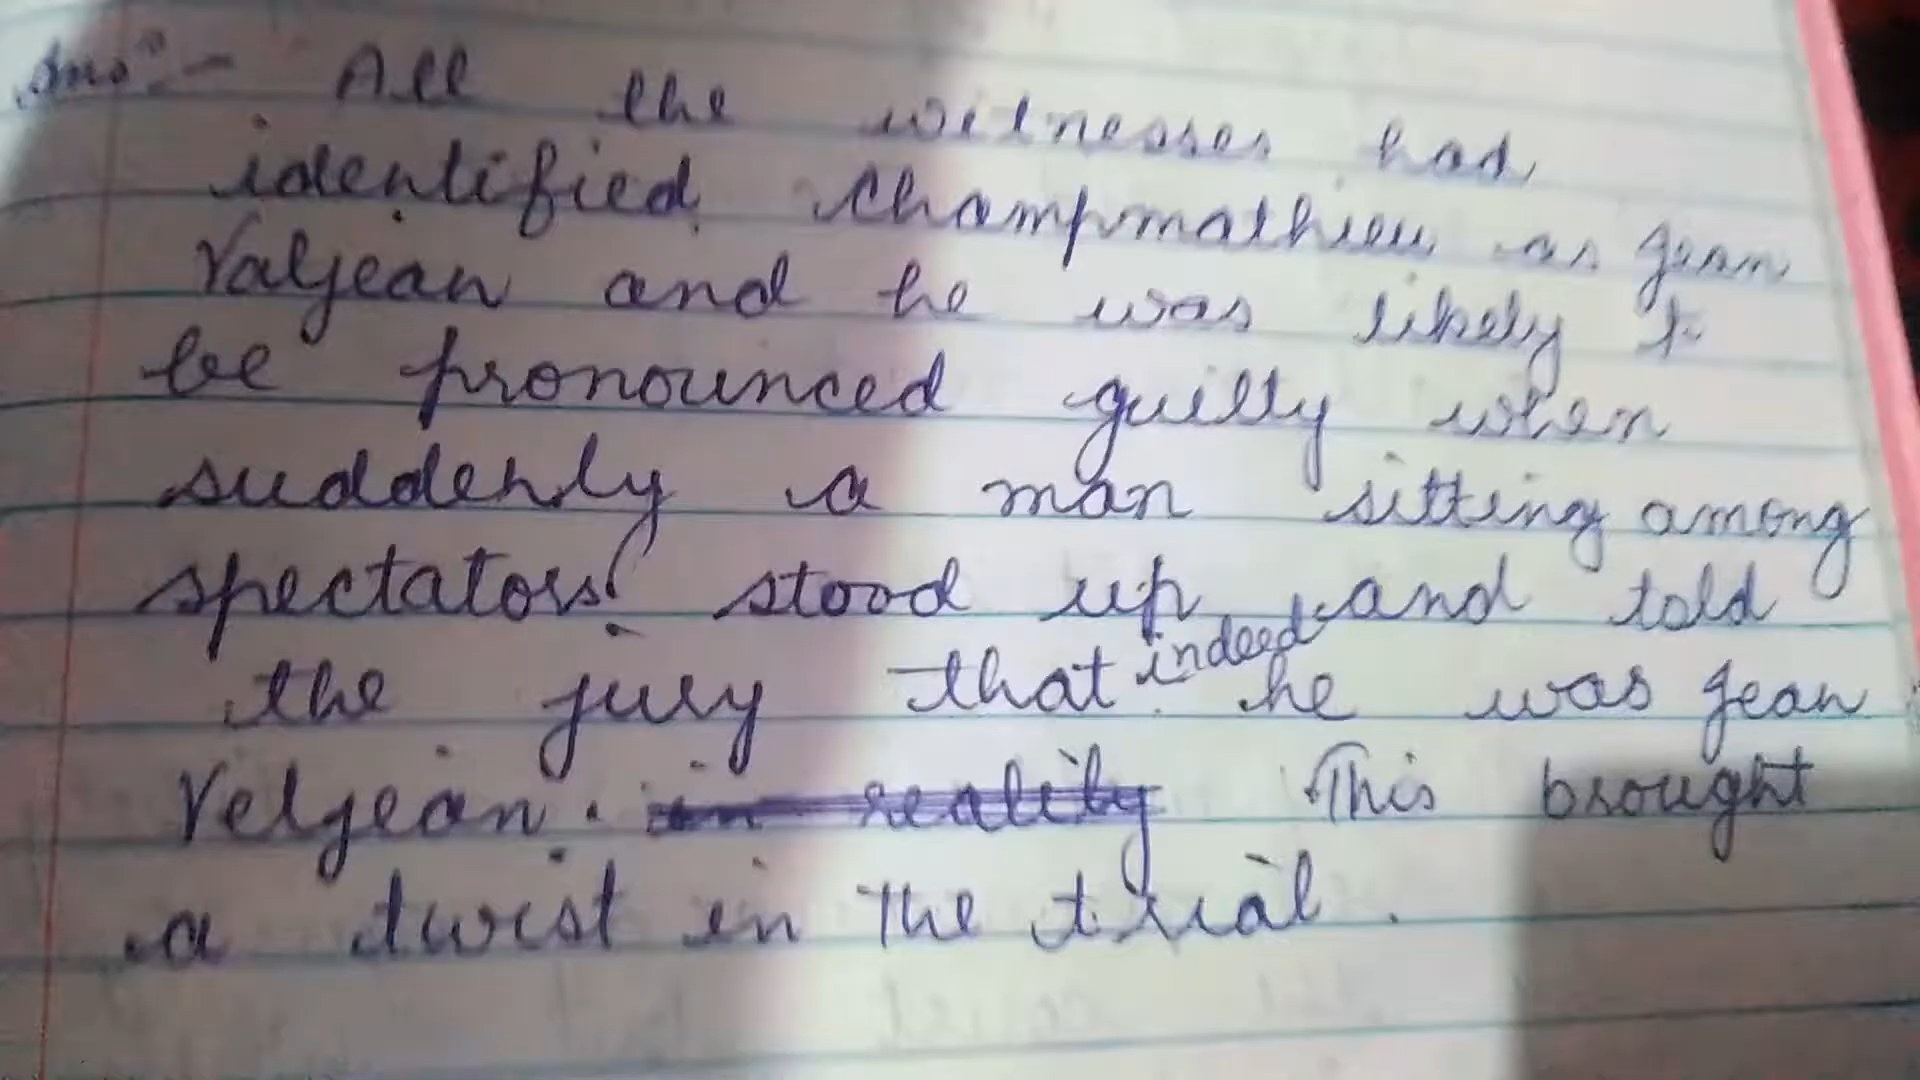 Ans:- All the witnesses had
identified Champmathieu as Jean
Valjean and he was likely to
be pronounced guilty when
suddenly a man sitting among
spectators stood up and told
the jury that indeed he was Jean
Veljean. in reality This brought
a twist in the trial.